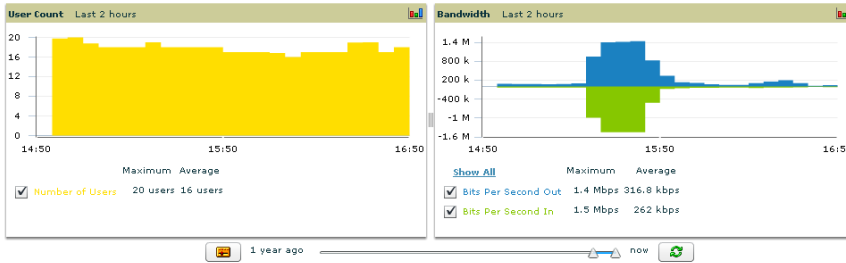 User Count Last 2 hours
20
16
12
8
4
0
14:50 15:50 16:50
Maximum Average
Number of Users 20 users 16 users
Bandwidth Last 2 hours
1.4 M
800 k
200 k
-400 k
-1 M
-1.6 M
14:50 15:50
Show All Maximum Average
Bits Per Second Out 1.4 Mbps 316.8 kbps
Bits Per Second In 1.5 Mbps 262 kbps
1 year ago now